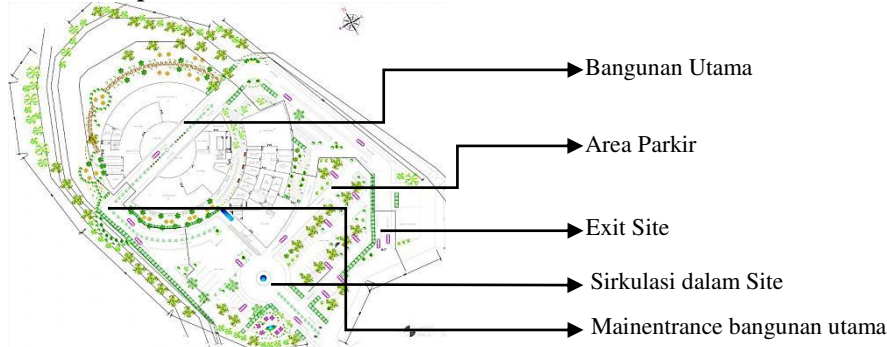 Bangunan Utama
Area Parkir
Exit Site
Sirkulasi dalam Site
Mainentrance bangunan utama